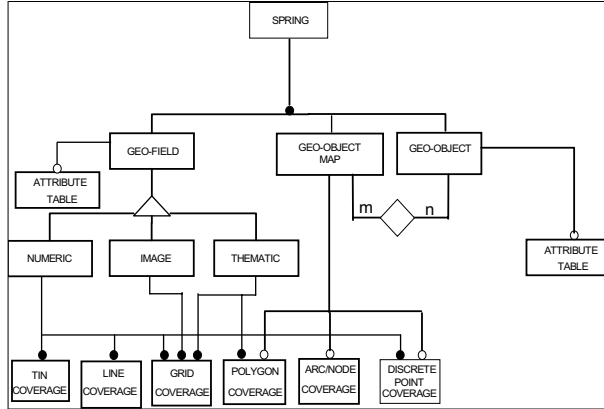 SPRING
GEO-FIELD
GEO-OBJECT
MAP
GEO-OBJECT
ATTRIBUTE
TABLE
m
n
NUMERIC
IMAGE
THEMATIC
ATTRIBUTE
TABLE
TIN
COVERAGE
LINE
COVERAGE
GRID
COVERAGE
POLYGON
COVERAGE
ARC/NODE
COVERAGE
DISCRETE
POINT
COVERAGE